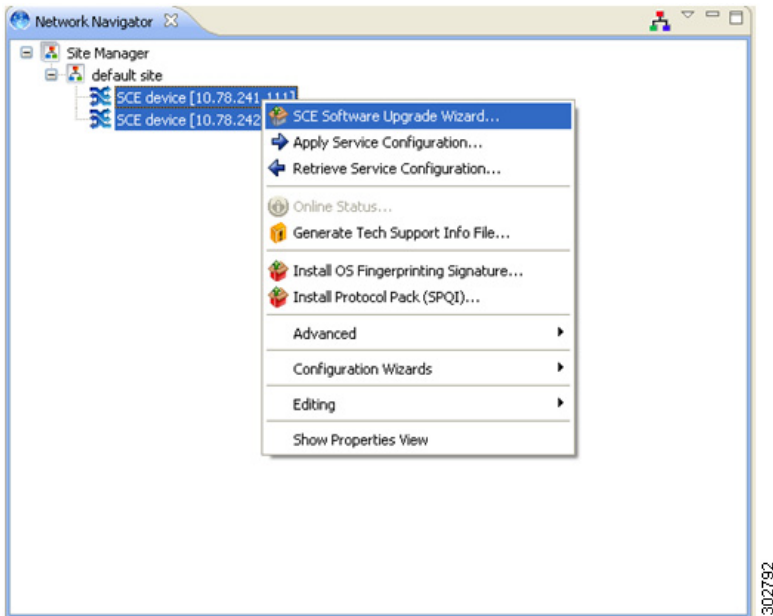 Network Navigator
Site Manager
default site
SCE device [10.78.241.111]
SCE device [10.78.242
SCE Software Upgrade Wizard...
Apply Service Configuration...
Retrieve Service Configuration...
Online Status...
Generate Tech Support Info File...
Install OS Fingerprinting Signature...
Install Protocol Pack (SPQI)...
Advanced
Configuration Wizards
Editing
Show Properties View
302792